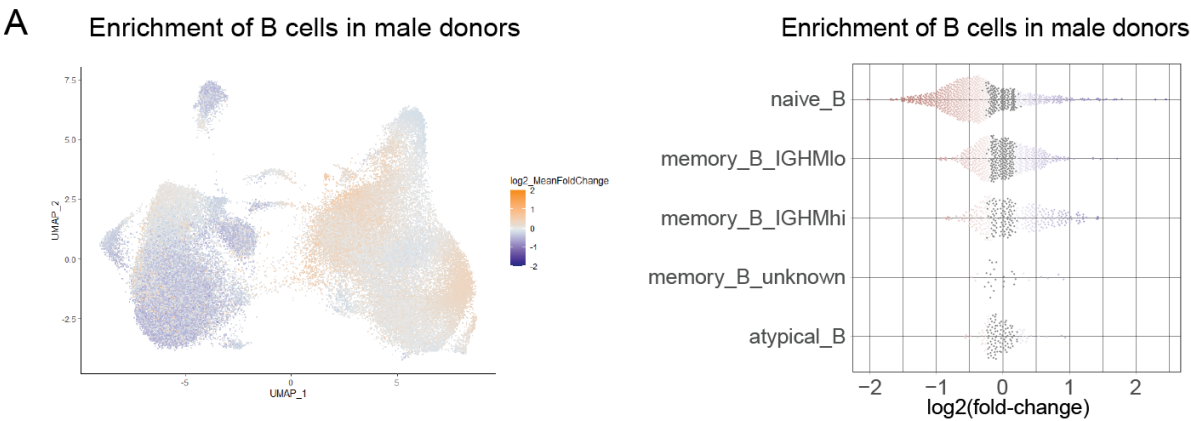 A
Enrichment of B cells in male donors
7.5
5.0
2.5
0.0
-2.5
UMAP_2
-5
0
5
UMAP_1
log2_MeanFoldChange
2
1
0
-1
-2
Enrichment of B cells in male donors
naive_B
memory_B_IGHMlo
memory_B_IGHMhi
memory_B_unknown
atypical_B
−2
−1
0
1
2
log2(fold-change)